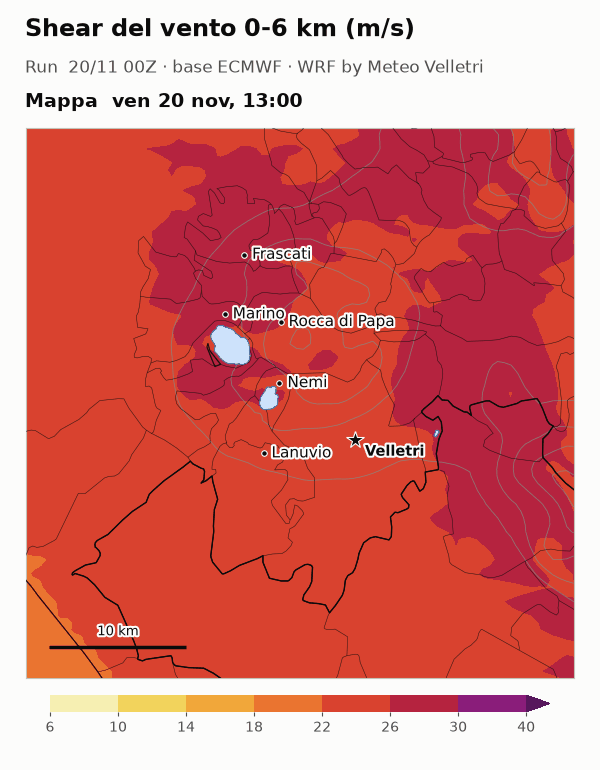 Shear del vento 0-6 km (m/s)
Run  20/11 00Z · base ECMWF · WRF by Meteo Velletri
Mappa  ven 20 nov, 13:00
Frascati
Marino
Rocca di Papa
Nemi
Velletri
Lanuvio
10 km
6 10 14 18 22 26 30 40